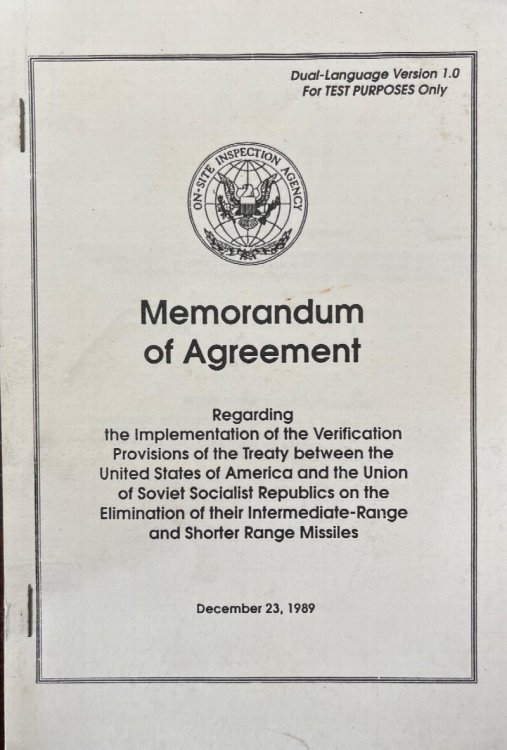 Dual-Language Version 1.0
For TEST PURPOSES Only
ON-SITE INSPECTION AGENCY
Memorandum
of Agreement
Regarding
the Implementation of the Verification
Provisions of the Treaty between the
United States of America and the Union
of Soviet Socialist Republics on the
Elimination of their Intermediate-Range
and Shorter Range Missiles
December 23, 1989